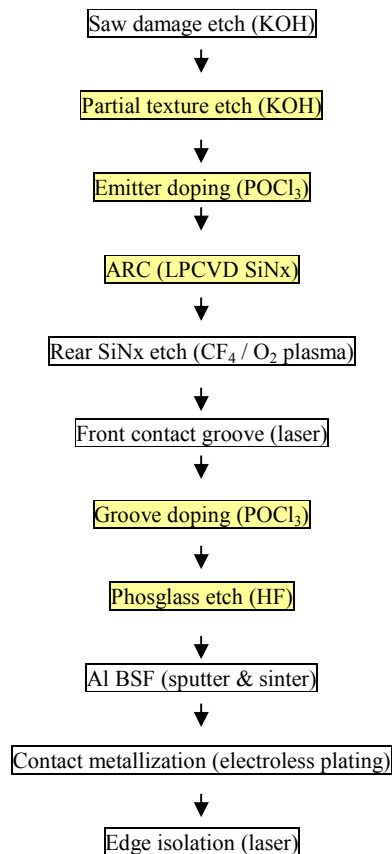 Saw damage etch (KOH)
Partial texture etch (KOH)
Emitter doping (POCl₃)
ARC (LPCVD SiNx)
Rear SiNx etch (CF₄ / O₂ plasma)
Front contact groove (laser)
Groove doping (POCl₃)
Phosglass etch (HF)
Al BSF (sputter & sinter)
Contact metallization (electroless plating)
Edge isolation (laser)